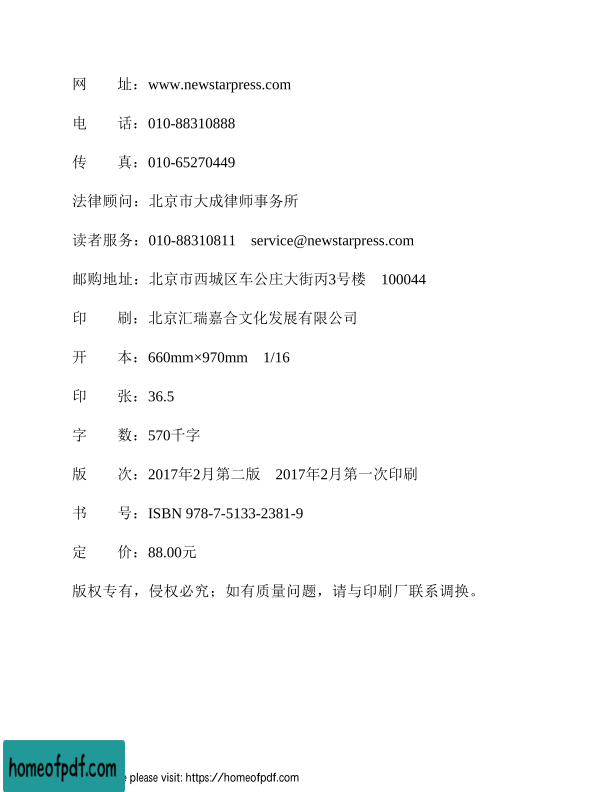 网　　址：www.newstarpress.com
电　　话：010-88310888
传　　真：010-65270449
法律顾问：北京市大成律师事务所
读者服务：010-88310811　service@newstarpress.com
邮购地址：北京市西城区车公庄大街丙3号楼　100044
印　　刷：北京汇瑞嘉合文化发展有限公司
开　　本：660mm×970mm　1/16
印　　张：36.5
字　　数：570千字
版　　次：2017年2月第二版　2017年2月第一次印刷
书　　号：ISBN 978-7-5133-2381-9
定　　价：88.00元
版权专有，侵权必究；如有质量问题，请与印刷厂联系调换。
homeofpdf.com
please visit: https://homeofpdf.com